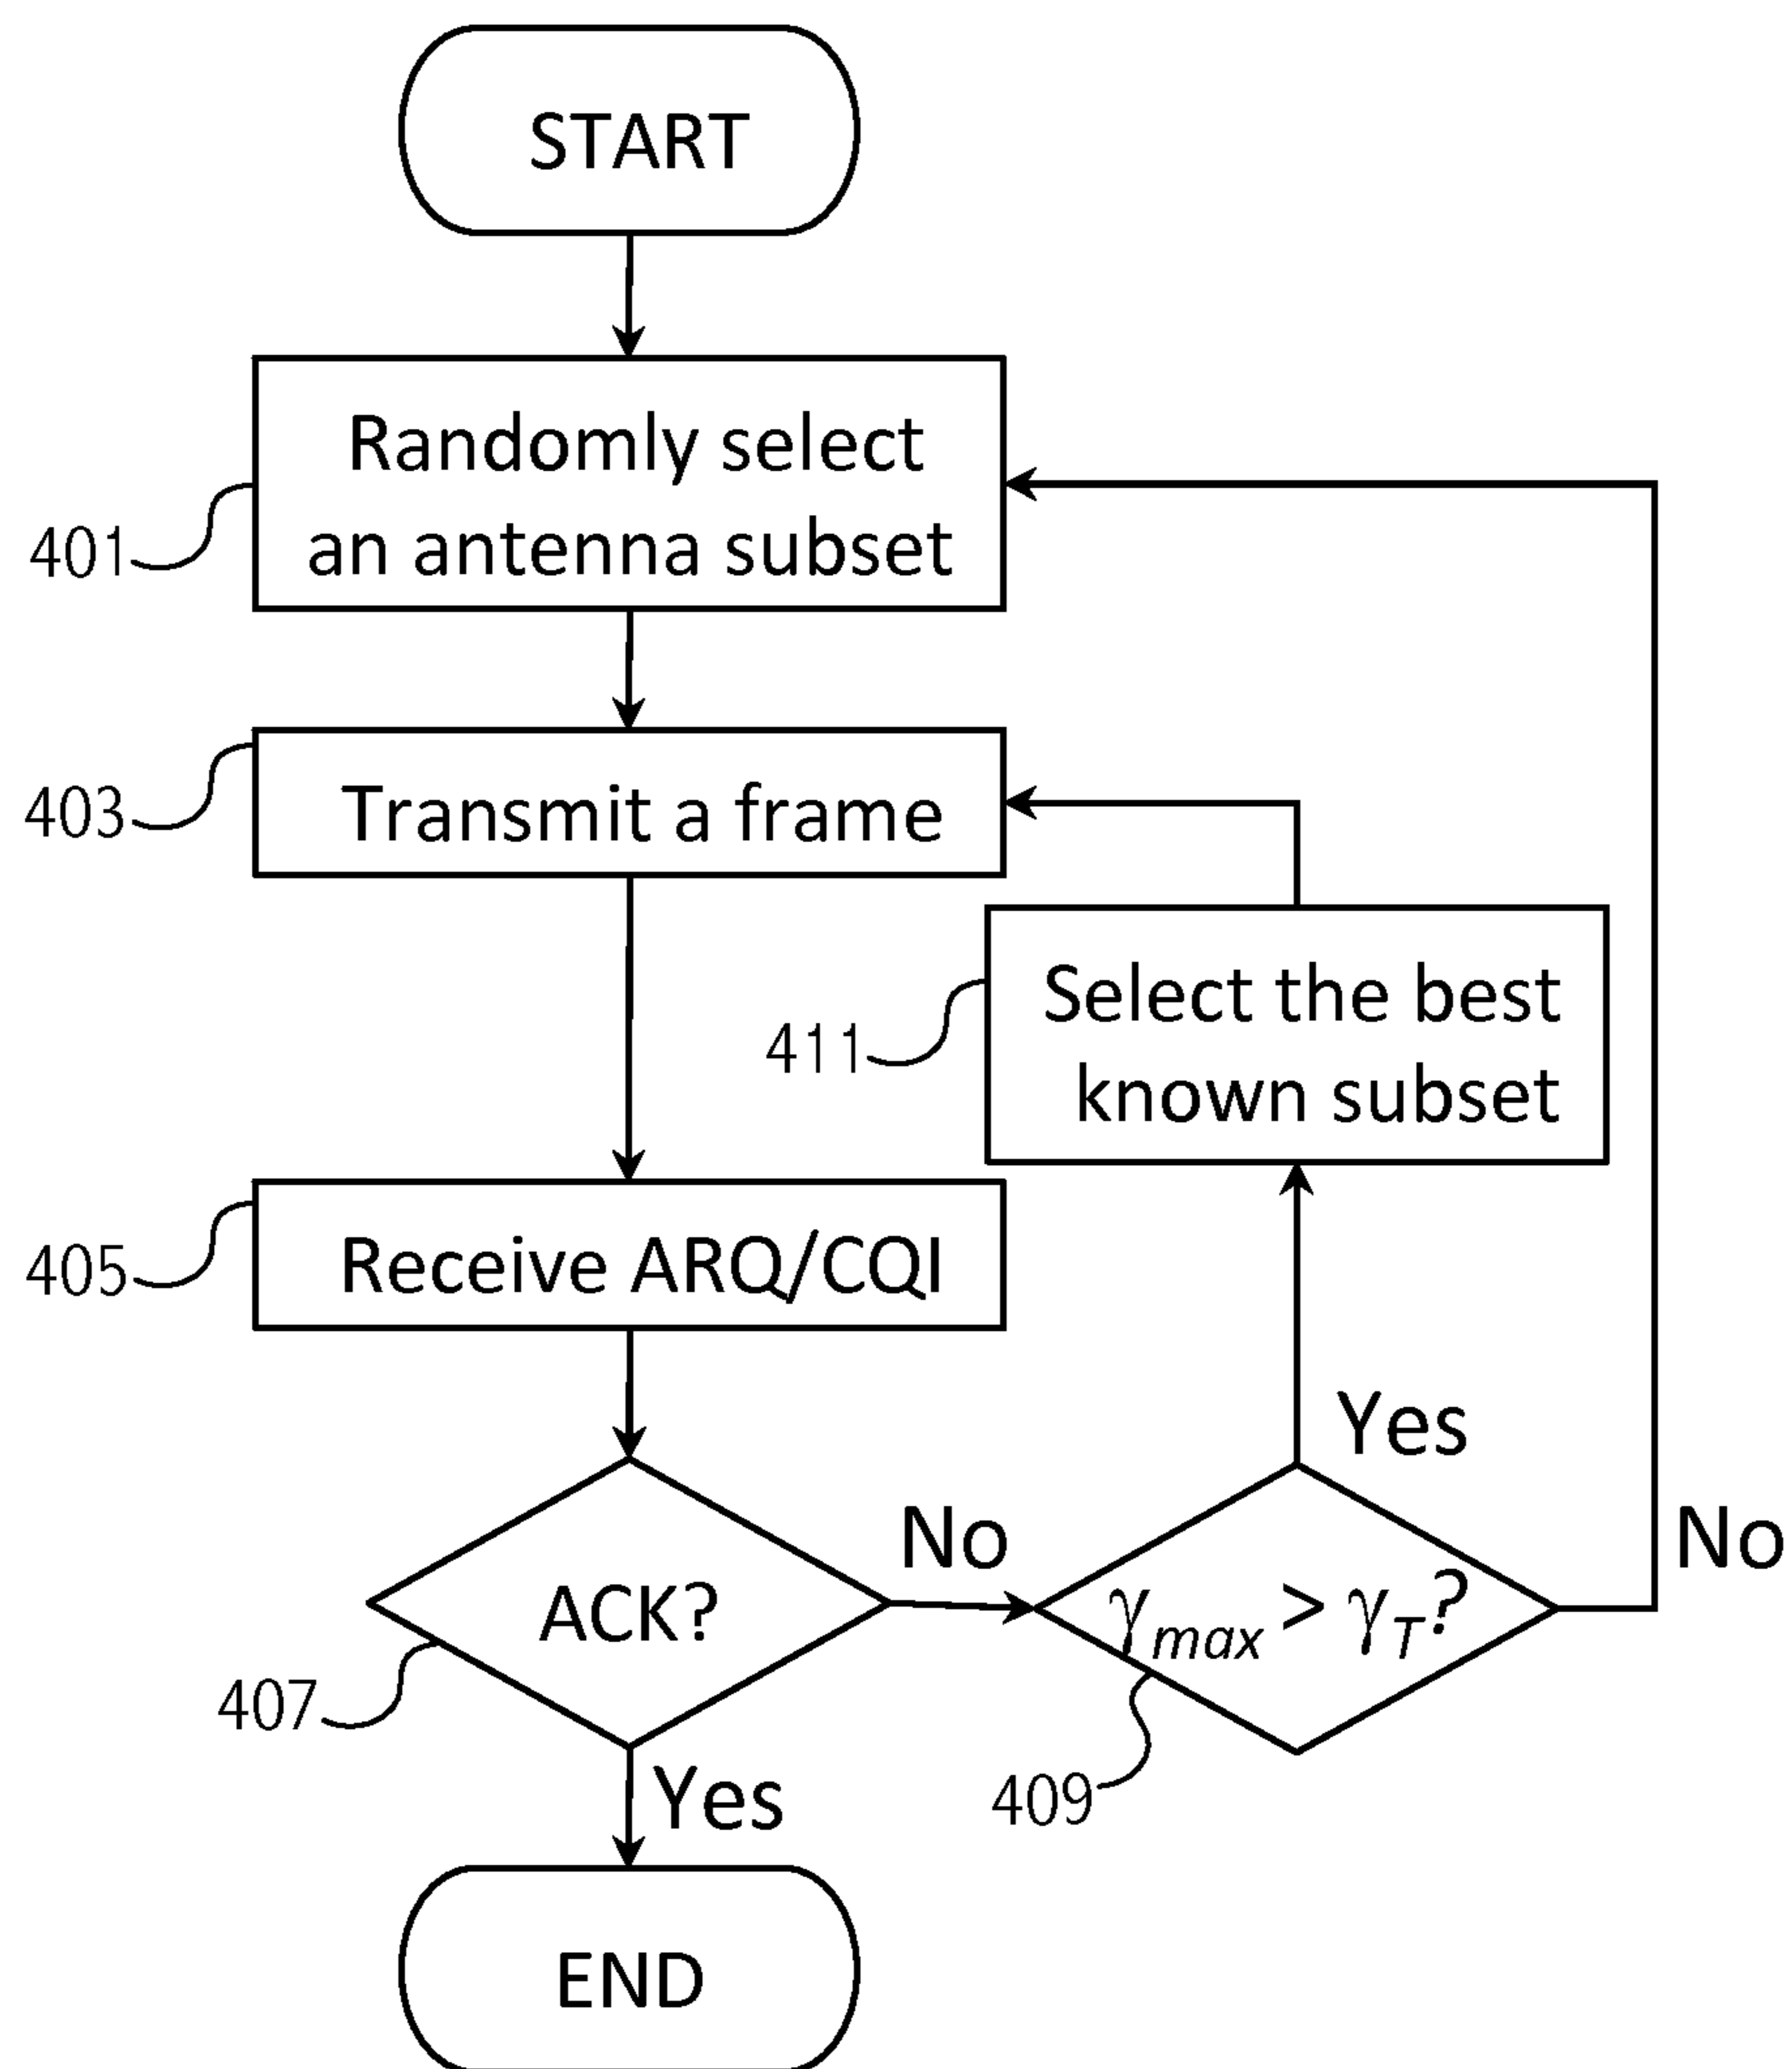 START
Randomly select
an antenna subset
401
Transmit a frame
403
Select the best
known subset
411
Receive ARQ/CQI
405
Yes
No
No
ACK?
γmax > γT?
407
409
Yes
END